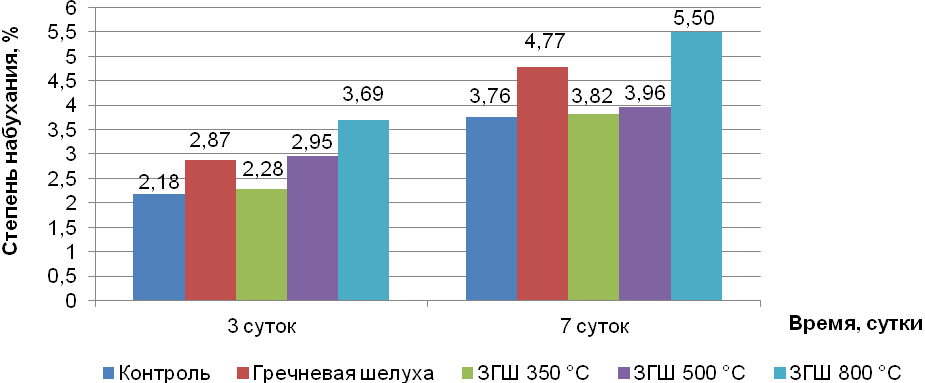 Степень набухания, %
6
5,5
5
4,5
4
3,5
3
2,5
2
1,5
1
0,5
0
2,18
2,87
2,28
2,95
3,69
3,76
4,77
3,82
3,96
5,50
3 суток
7 суток
Время, сутки
Контроль
Гречневая шелуха
ЗГШ 350 °С
ЗГШ 500 °С
ЗГШ 800 °С